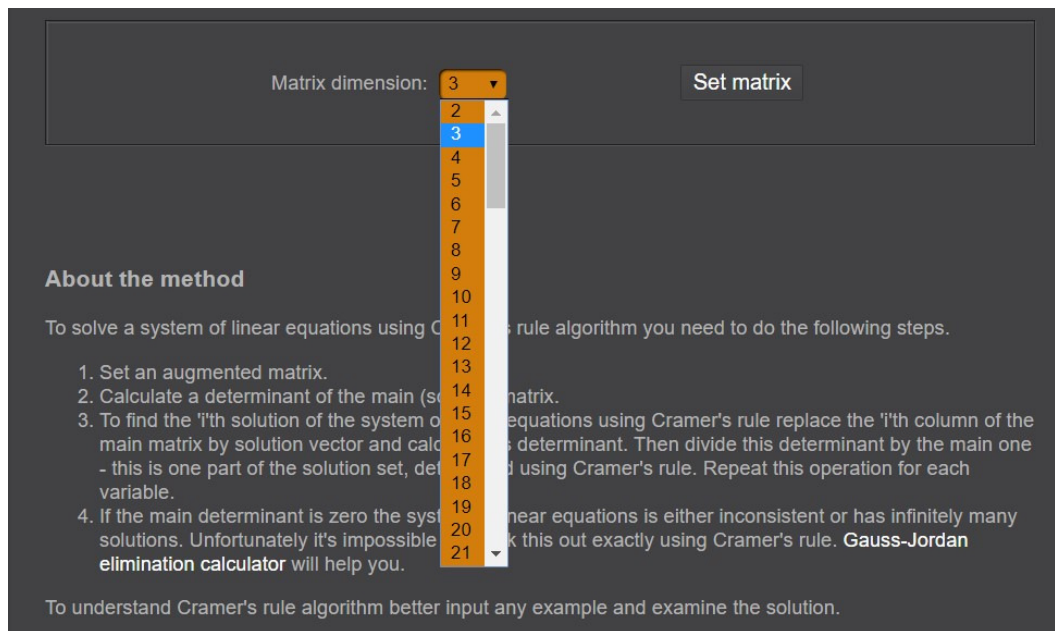 Matrix dimension: 3 Set matrix
2
3
4
5
6
7
8
9
10
11
12
13
14
15
16
17
18
19
20
21
About the method
To solve a system of linear equations using rule algorithm you need to do the following steps.
1. Set an augmented matrix.
2. Calculate a determinant of the main
3. To find the 'i'th solution of the system equations using Cramer's rule replace the 'i'th column of the
main matrix by solution vector and determinant. Then divide this determinant by the main one
- this is one part of the solution set, using Cramer's rule. Repeat this operation for each
variable.
4. If the main determinant is zero the equations is either inconsistent or has infinitely many
solutions. Unfortunately it's impossible this out exactly using Cramer's rule. Gauss-Jordan
elimination calculator will help you.
To understand Cramer's rule algorithm better input any example and examine the solution.